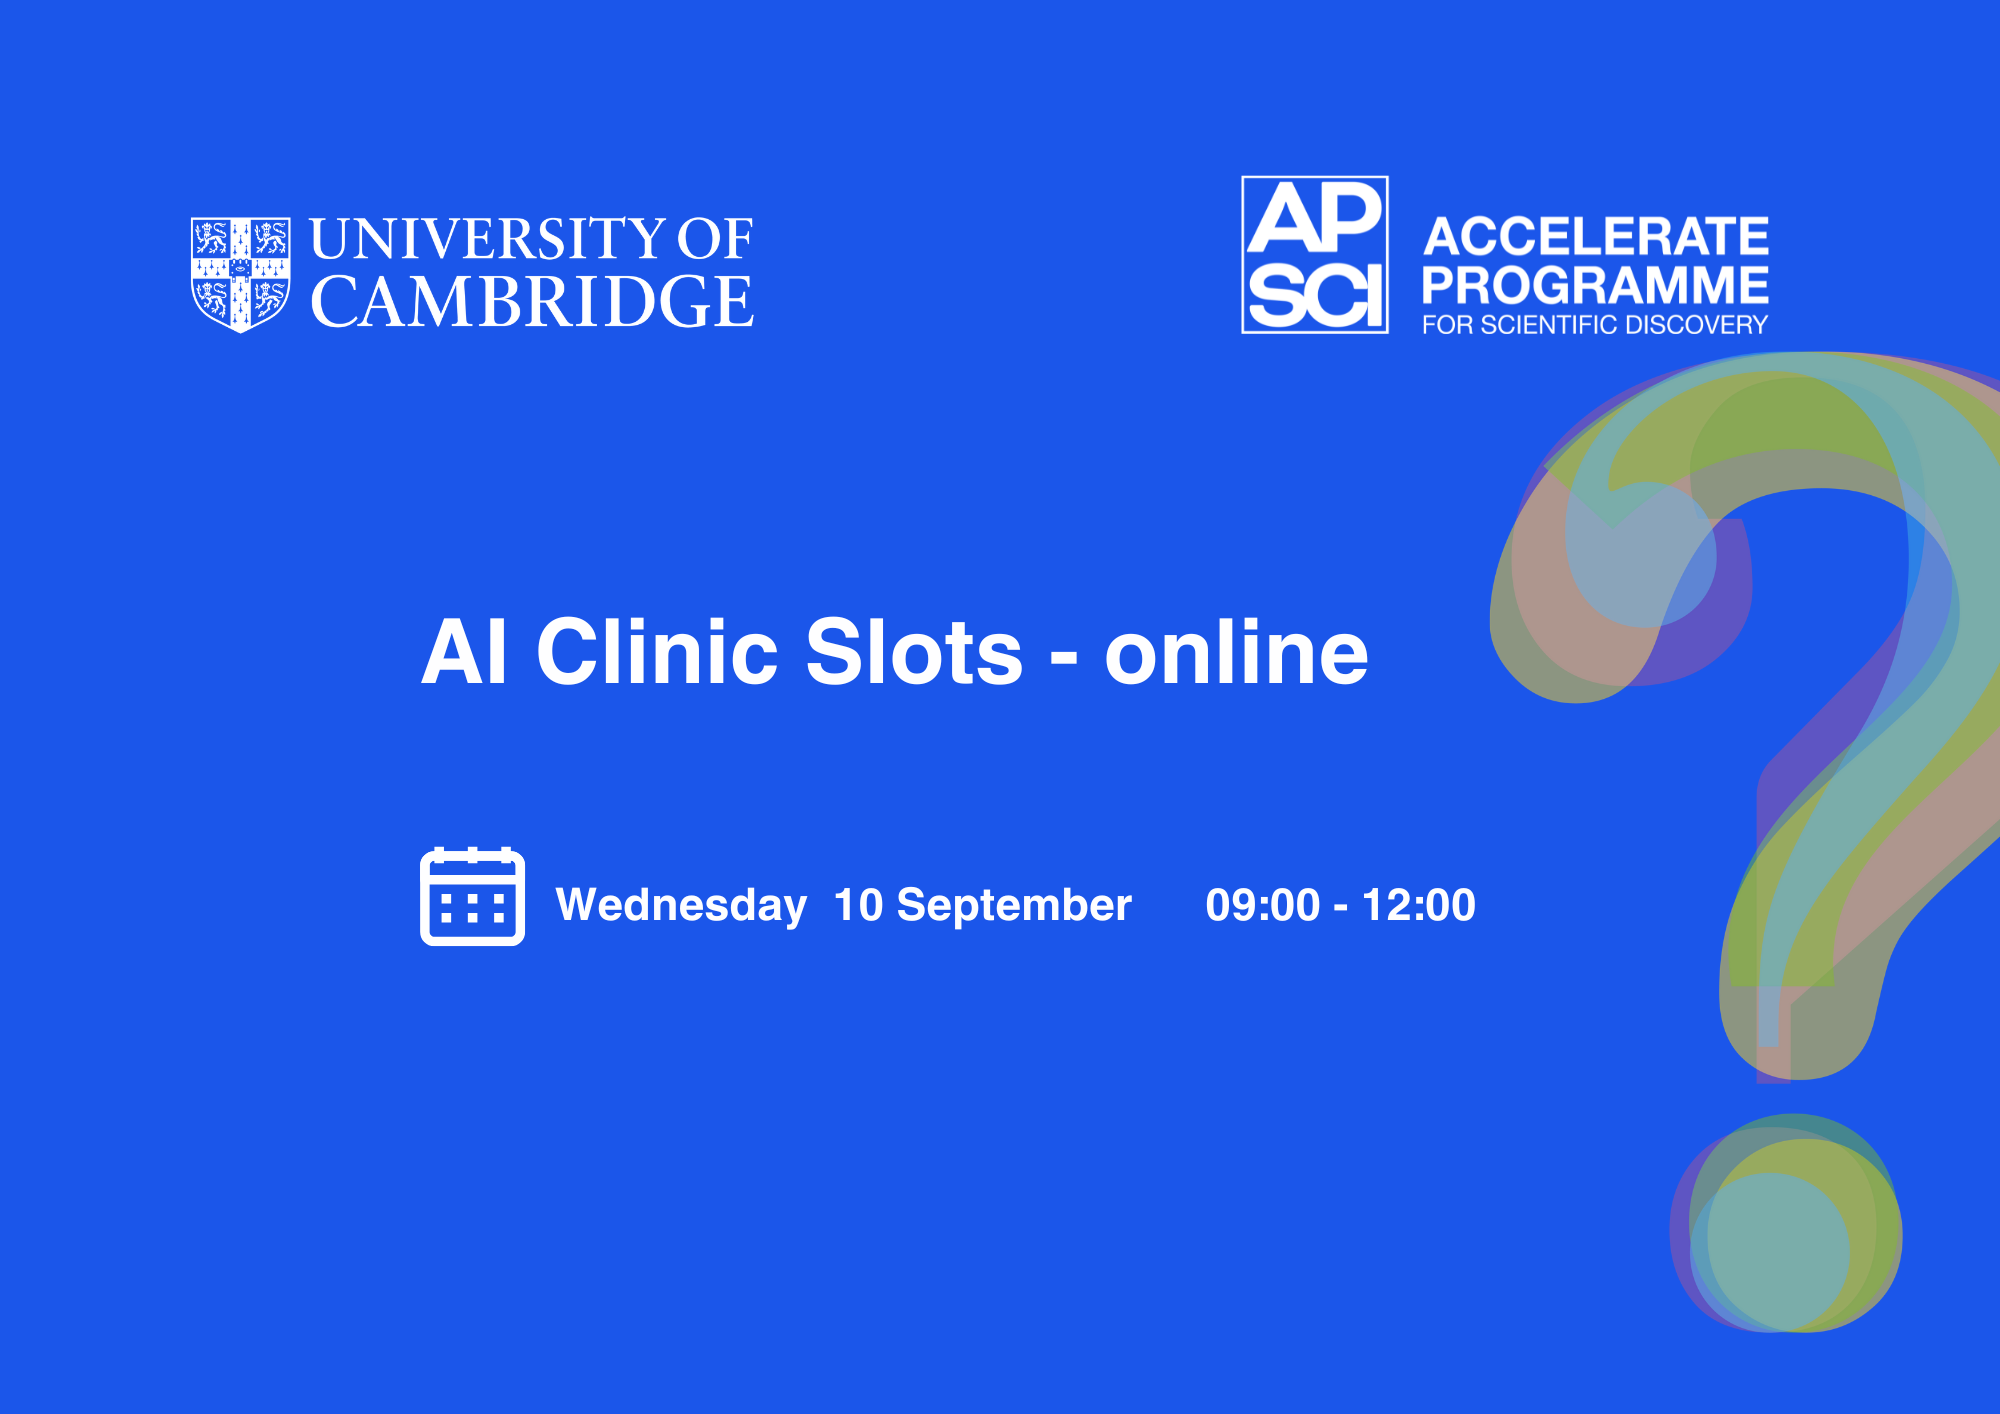 UNIVERSITY OF
CAMBRIDGE
AP
SCI
ACCELERATE
PROGRAMME
FOR SCIENTIFIC DISCOVERY
AI Clinic Slots - online
Wednesday 10 September 09:00 - 12:00
?